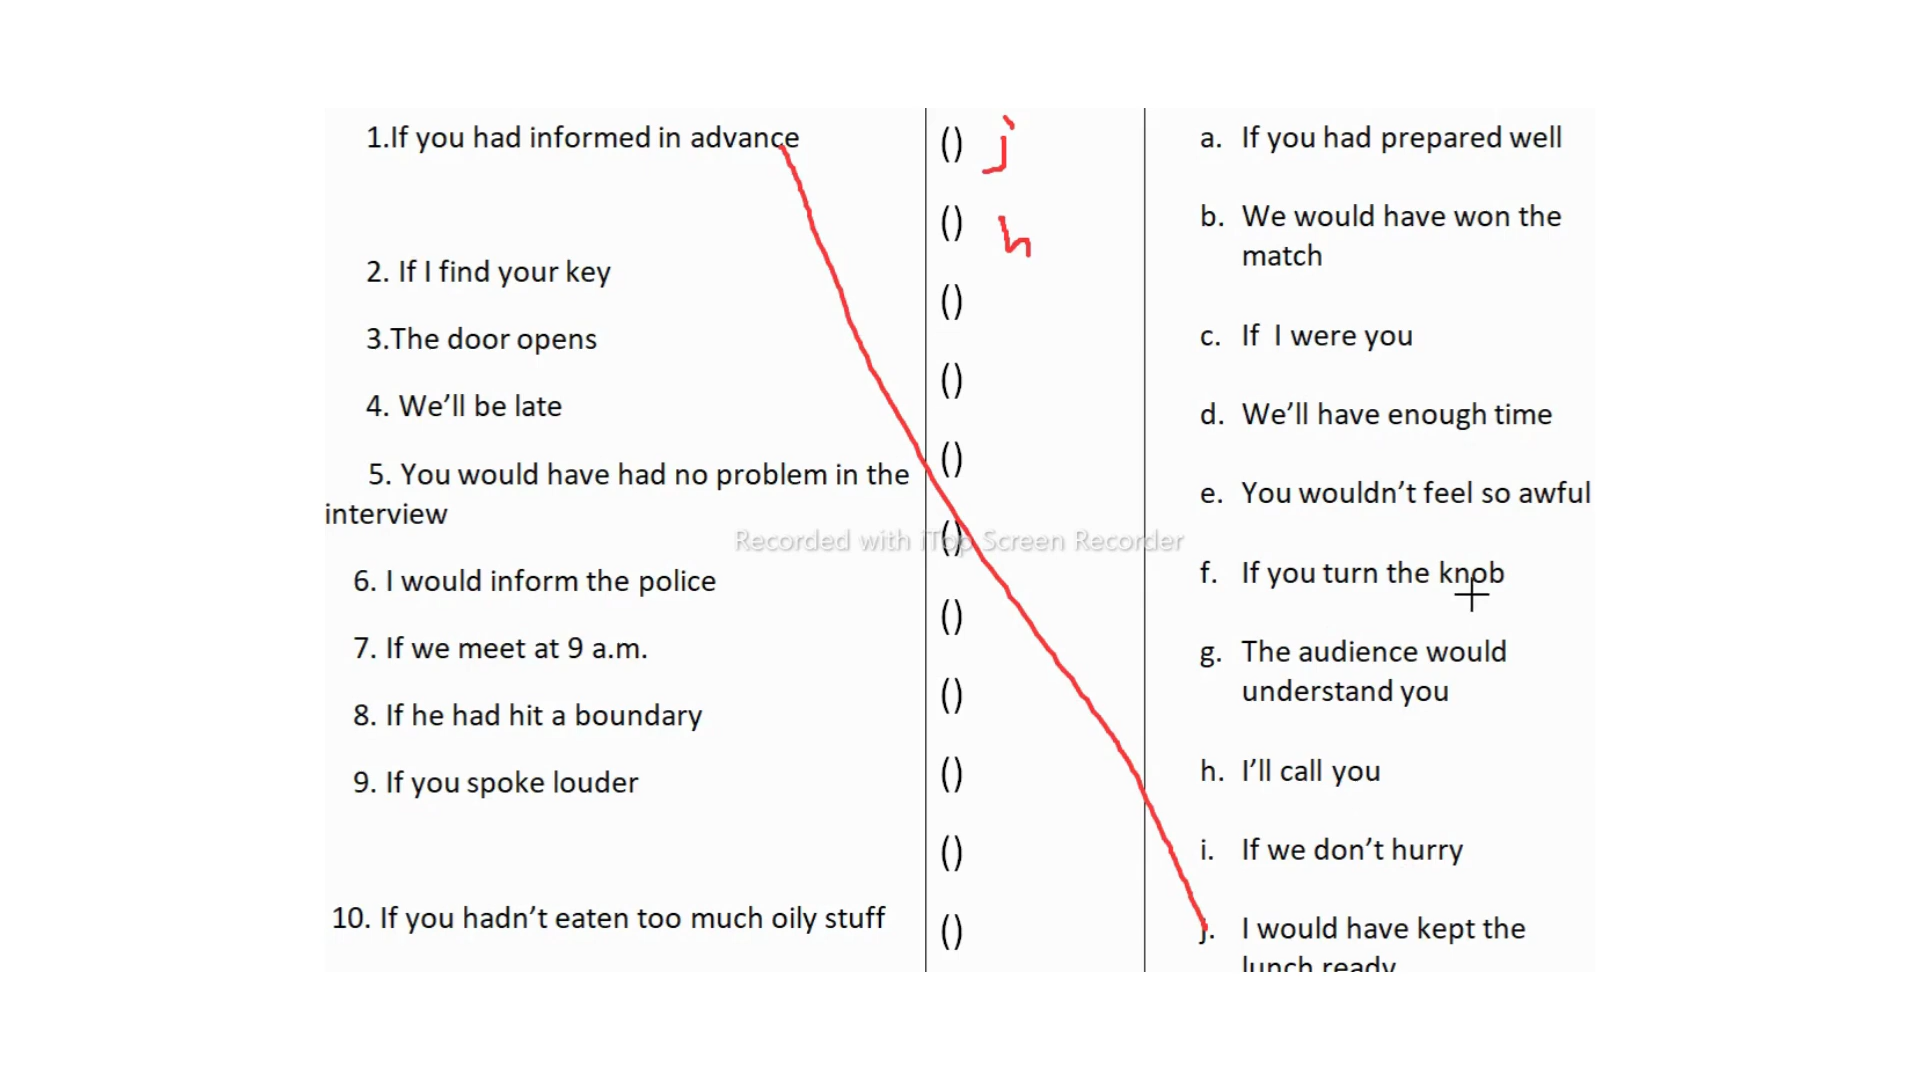 1.If you had informed in advance
2. If I find your key
3.The door opens
4. We'll be late
5. You would have had no problem in the
interview
6. I would inform the police
7. If we meet at 9 a.m.
8. If he had hit a boundary
9. If you spoke louder
10. If you hadn't eaten too much oily stuff
() j
() h
()
()
()
()
()
()
()
()
()
a. If you had prepared well
b. We would have won the
match
c. If I were you
d. We'll have enough time
e. You wouldn't feel so awful
f. If you turn the knob
g. The audience would
understand you
h. I'll call you
i. If we don't hurry
j. I would have kept the
lunch ready
Recorded with iTop Screen Recorder